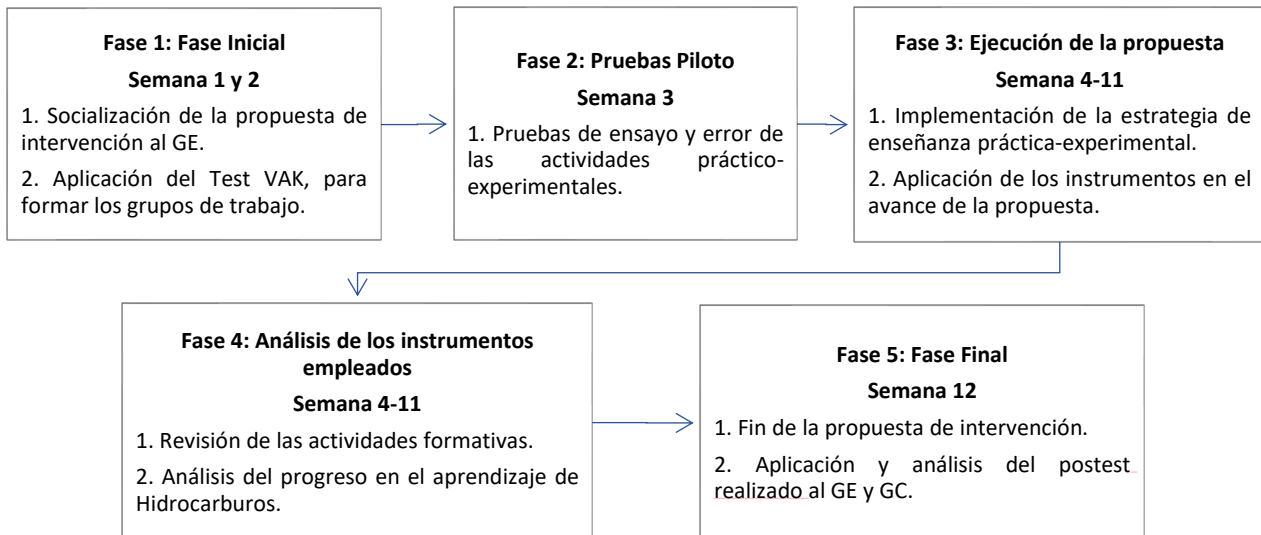 Fase 1: Fase Inicial
Semana 1 y 2
1. Socialización de la propuesta de
intervención al GE.
2. Aplicación del Test VAK, para
formar los grupos de trabajo.
Fase 2: Pruebas Piloto
Semana 3
1. Pruebas de ensayo y error de
las actividades práctico-
experimentales.
Fase 3: Ejecución de la propuesta
Semana 4-11
1. Implementación de la estrategia de
enseñanza práctica-experimental.
2. Aplicación de los instrumentos en el
avance de la propuesta.
Fase 4: Análisis de los instrumentos
empleados
Semana 4-11
1. Revisión de las actividades formativas.
2. Análisis del progreso en el aprendizaje de
Hidrocarburos.
Fase 5: Fase Final
Semana 12
1. Fin de la propuesta de intervención.
2. Aplicación y análisis del postest
realizado al GE y GC.